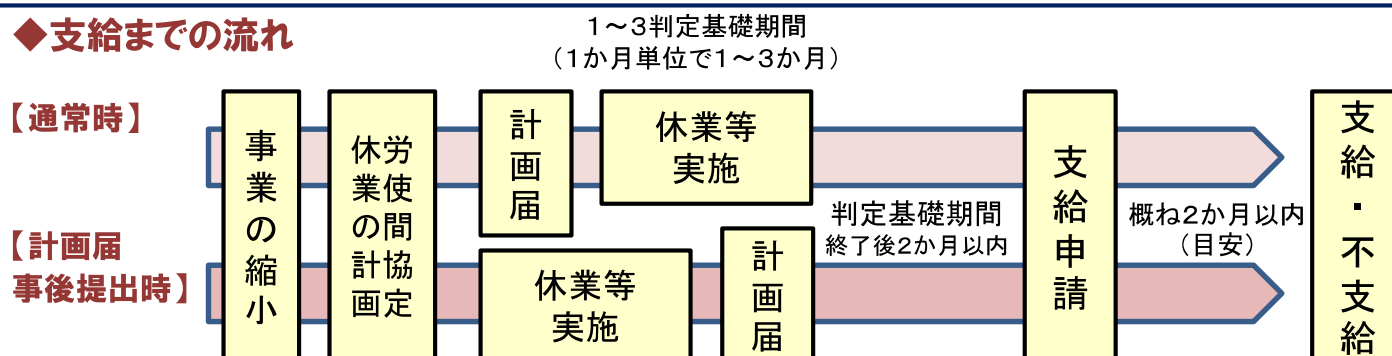 ◆支給までの流れ
1～3判定基礎期間
（1か月単位で1～3か月）
【通常時】
事業の縮小
労使間協定
休業の計画
計画届
休業等
実施
判定基礎期間
終了後2か月以内
支給申請
概ね2か月以内
（目安）
支給・不支給
【計画届
事後提出時】
休業等
実施
計画届